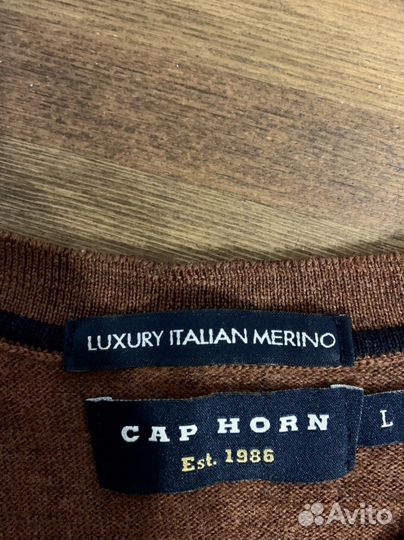 LUXURY ITALIAN MERINO
CAP HORN
L
Est. 1986
Avito